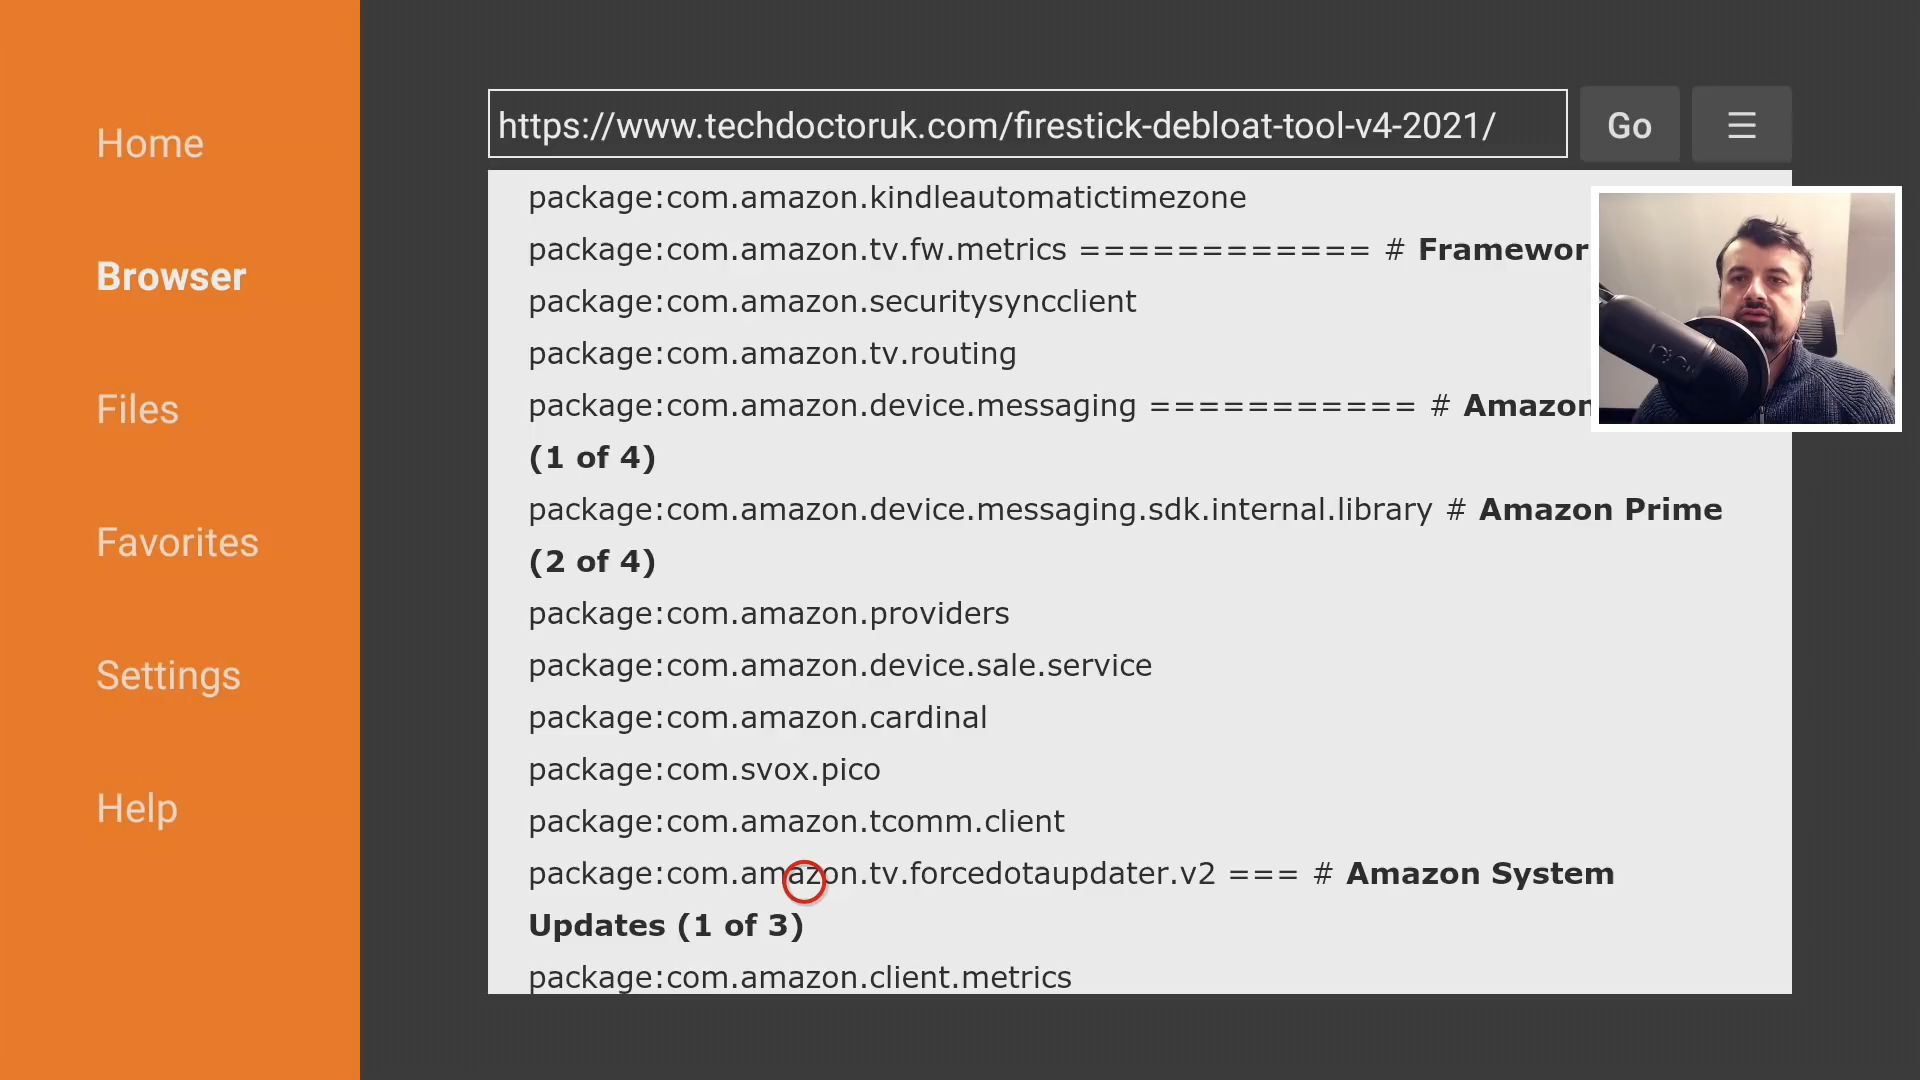 Home
Browser
Files
Favorites
Settings
Help
https://www.techdoctoruk.com/firestick-debloat-tool-v4-2021/
Go
package:com.amazon.kindleautomatictimezone
package:com.amazon.tv.fw.metrics ============ # Framewor
package:com.amazon.securitysyncclient
package:com.amazon.tv.routing
package:com.amazon.device.messaging =========== # Amazon
(1 of 4)
package:com.amazon.device.messaging.sdk.internal.library # Amazon Prime
(2 of 4)
package:com.amazon.providers
package:com.amazon.device.sale.service
package:com.amazon.cardinal
package:com.svox.pico
package:com.amazon.tcomm.client
package:com.amazon.tv.forcedotaupdater.v2 === # Amazon System
Updates (1 of 3)
package:com.amazon.client.metrics